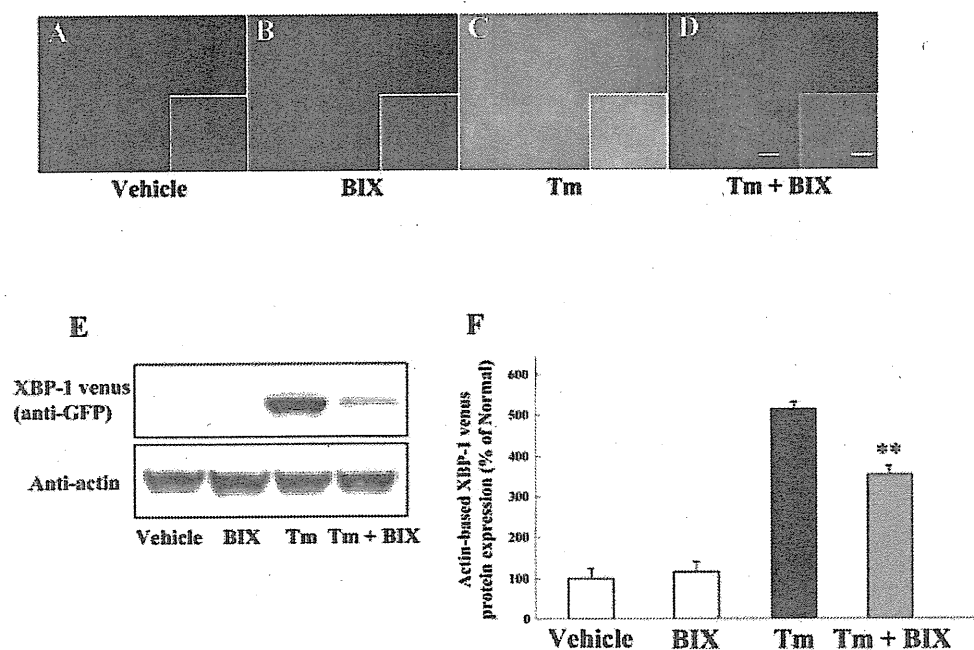 A B C D
Vehicle BIX Tm Tm + BIX
E
XBP-1 venus
(anti-GFP)
Anti-actin
Vehicle BIX Tm Tm + BIX
F
Actin-based XBP-1 venus
protein expression (% of Normal)
600
500
400
300
200
100
0
**
Vehicle BIX Tm Tm + BIX